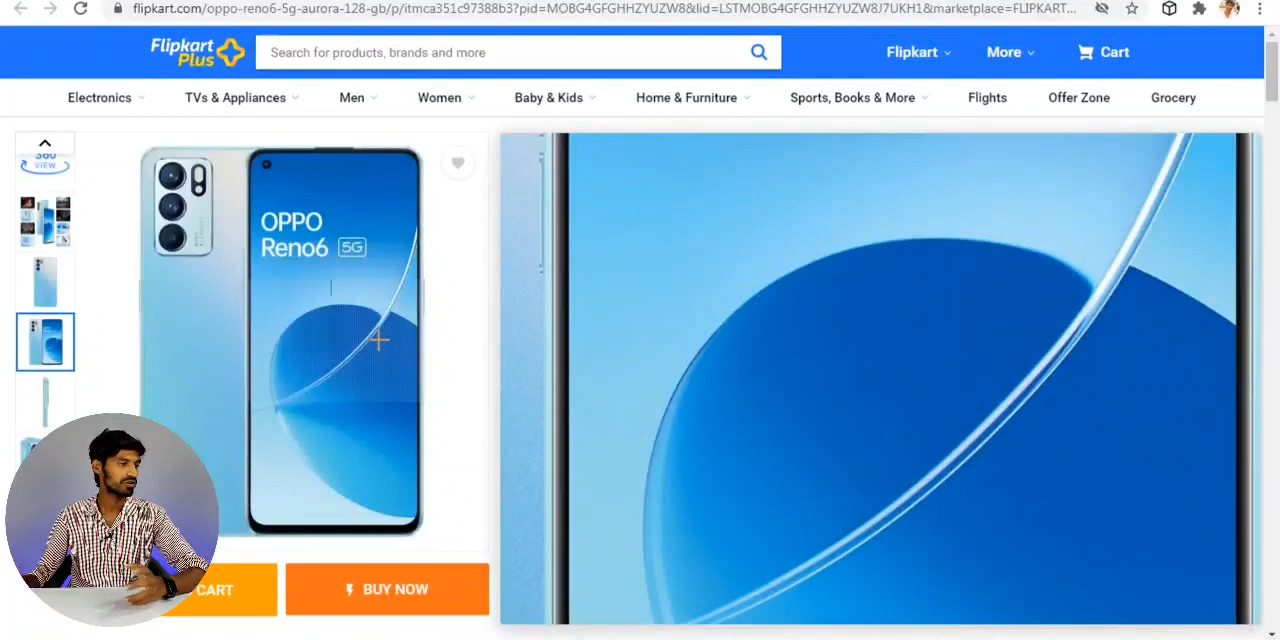 flipkart.com/oppo-reno6-5g-aurora-128-gb/p/itmca351c97388b3?pid=MOBG4GFGHHZYUZW8&lid=LSTMOBG4GFGHHZYUZW8J7UKH1&marketplace=FLIPKART...
Flipkart
Plus
Search for products, brands and more
Flipkart
More
Cart
Electronics
TVs & Appliances
Men
Women
Baby & Kids
Home & Furniture
Sports, Books & More
Flights
Offer Zone
Grocery
360
VIEW
OPPO
Reno6 5G
CART
BUY NOW